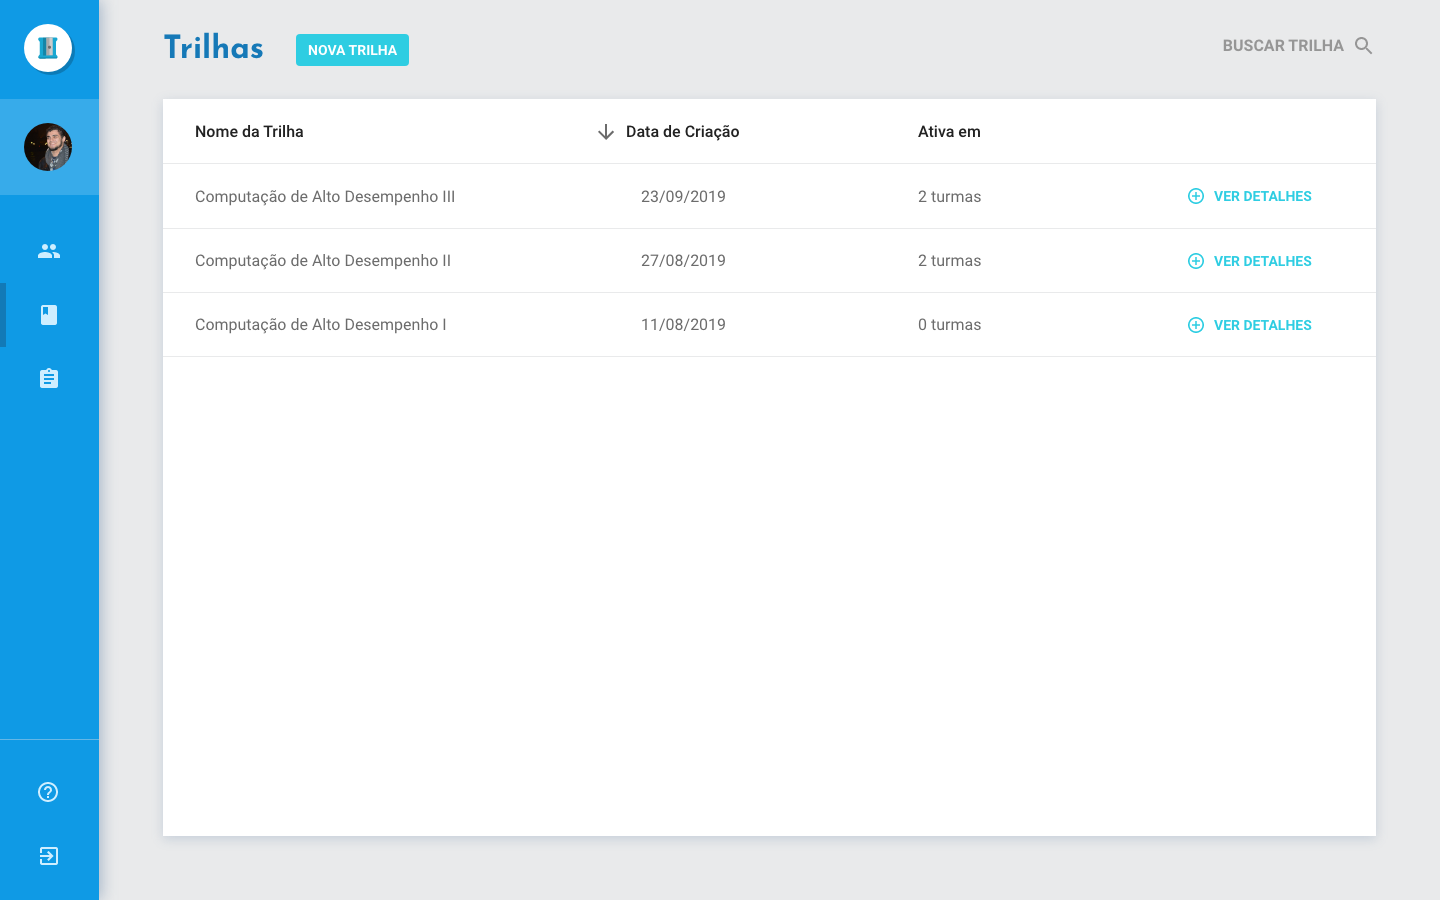 Trilhas NOVA TRILHA BUSCAR TRILHA
Nome da Trilha Data de Criação Ativa em
Computação de Alto Desempenho III 23/09/2019 2 turmas VER DETALHES
Computação de Alto Desempenho II 27/08/2019 2 turmas VER DETALHES
Computação de Alto Desempenho I 11/08/2019 0 turmas VER DETALHES